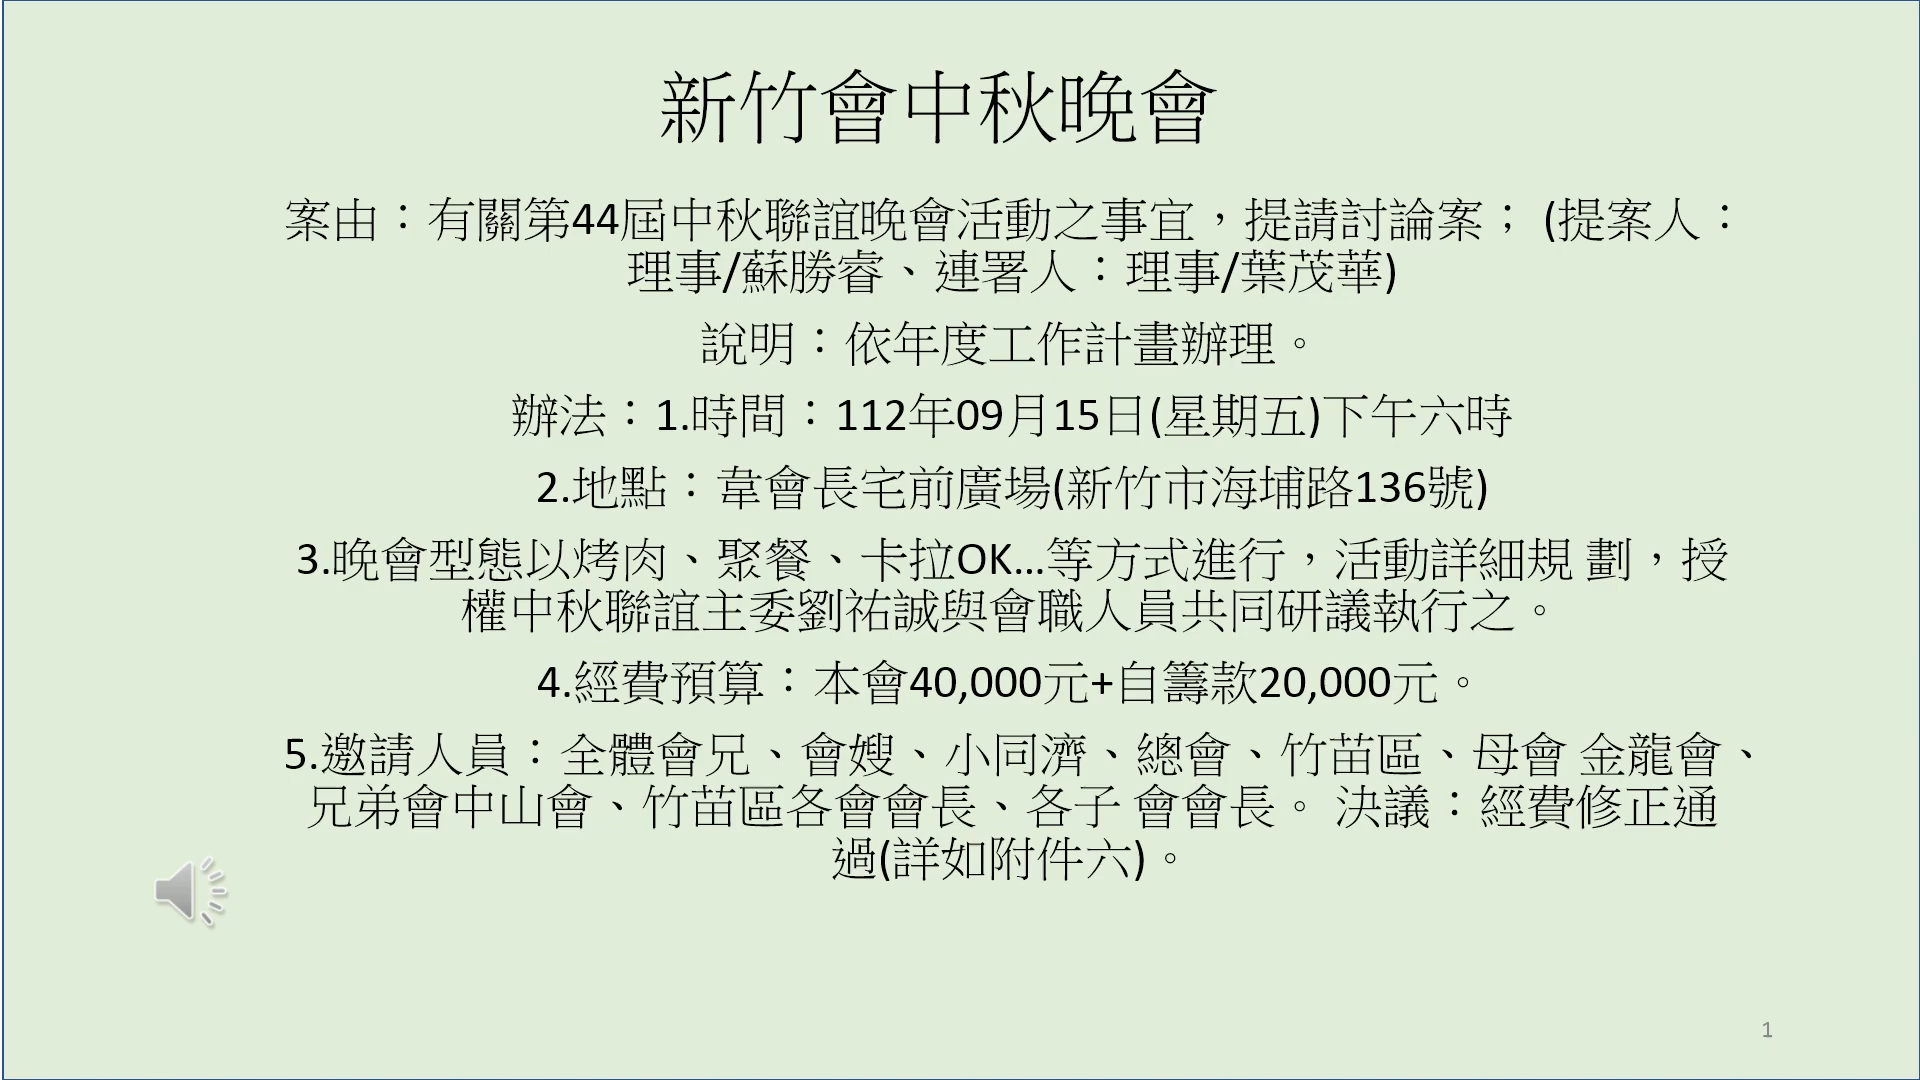 新竹會中秋晚會
案由：有關第44屆中秋聯誼晚會活動之事宜，提請討論案； (提案人：
理事/蘇勝睿、連署人：理事/葉茂華)
說明：依年度工作計畫辦理。
辦法：1.時間：112年09月15日(星期五)下午六時
2.地點：韋會長宅前廣場(新竹市海埔路136號)
3.晚會型態以烤肉、聚餐、卡拉OK…等方式進行，活動詳細規 劃，授
權中秋聯誼主委劉祐誠與會職人員共同研議執行之。
4.經費預算：本會40,000元+自籌款20,000元。
5.邀請人員：全體會兄、會嫂、小同濟、總會、竹苗區、母會 金龍會、
兄弟會中山會、竹苗區各會會長、各子 會會長。 決議：經費修正通
過(詳如附件六)。
1